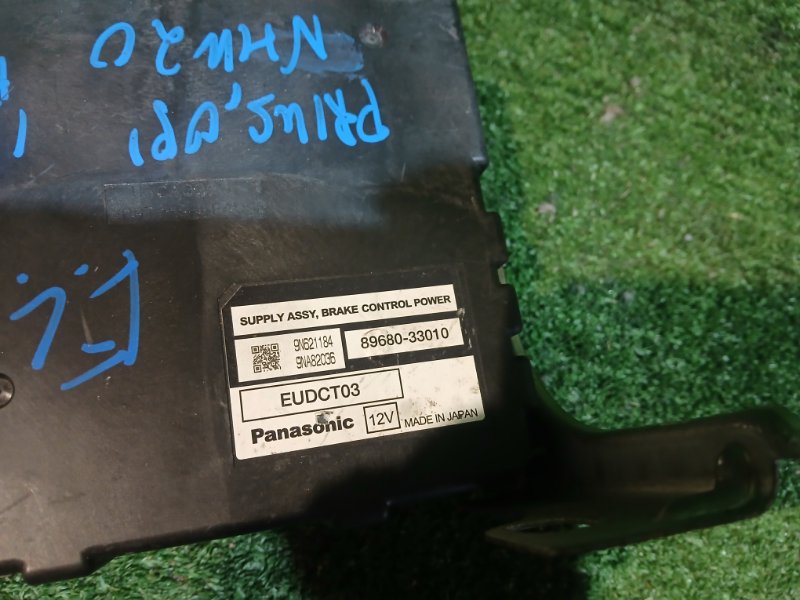 NHW20
PRIUS,
SUPPLY ASSY, BRAKE CONTROL POWER
9N621184
9NA82036
89680-33010
EUDCT03
Panasonic 12V MADE IN JAPAN